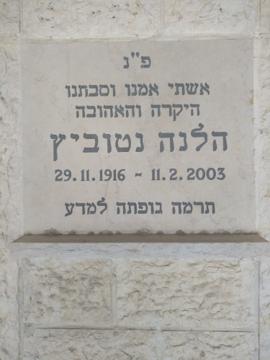 פ"נ
אשתי אמנו וסבתנו
היקרה והאהובה
הלנה נטוביץ
29.11.1916 ~ 11.2.2003
תרמה גופתה למדע